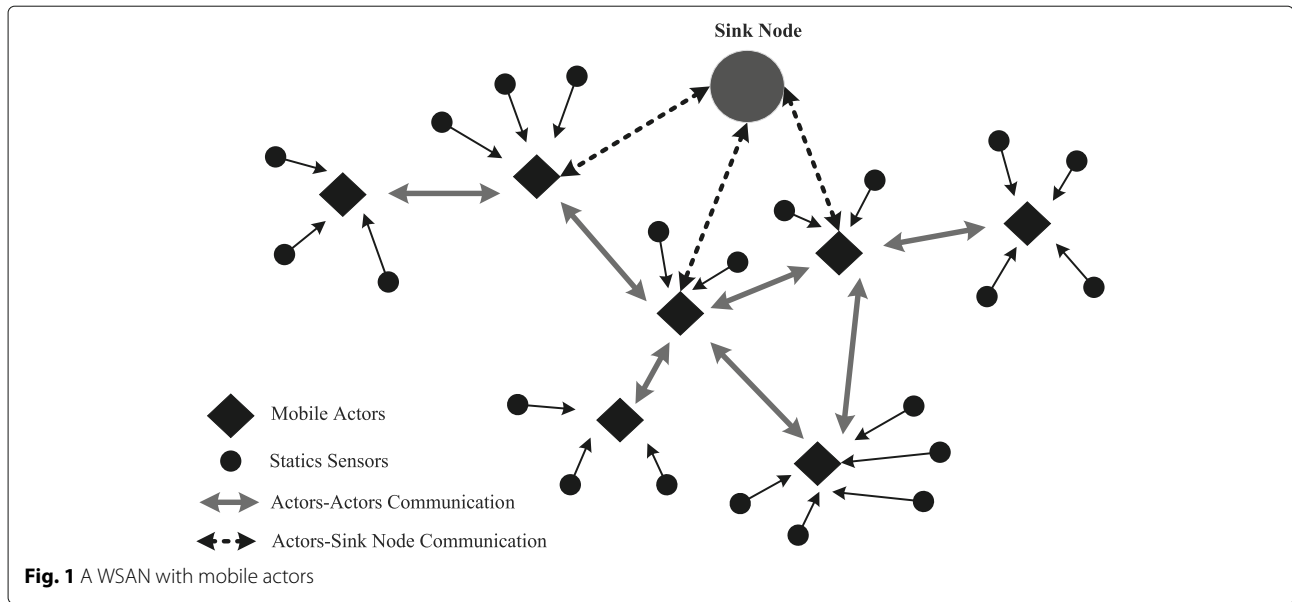 Sink Node
Mobile Actors
Statics Sensors
Actors-Actors Communication
Actors-Sink Node Communication
Fig. 1 A WSAN with mobile actors